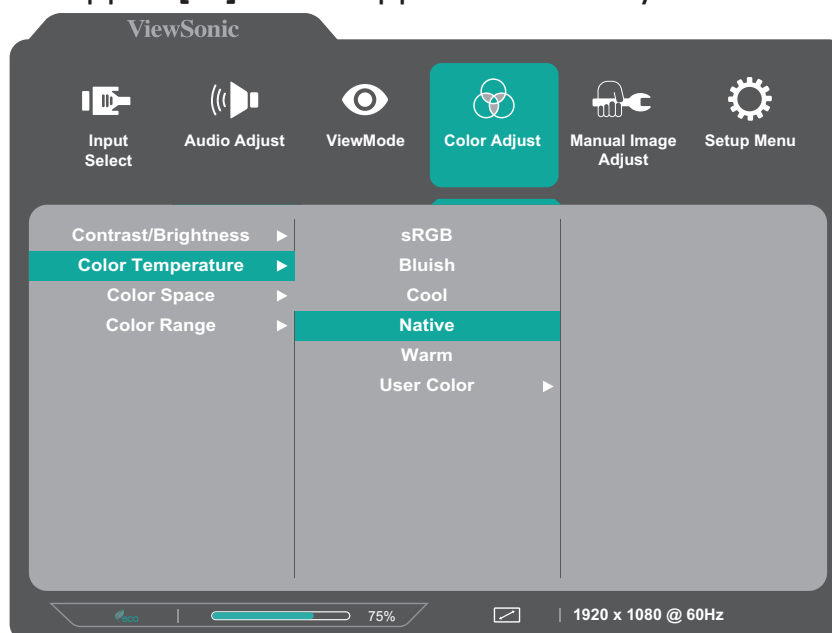 ViewSonic
Input Select
Audio Adjust
ViewMode
Color Adjust
Manual Image Adjust
Setup Menu
Contrast/Brightness
Color Temperature
Color Space
Color Range
sRGB
Bluish
Cool
Native
Warm
User Color
eco
75%
1920 x 1080 @ 60Hz